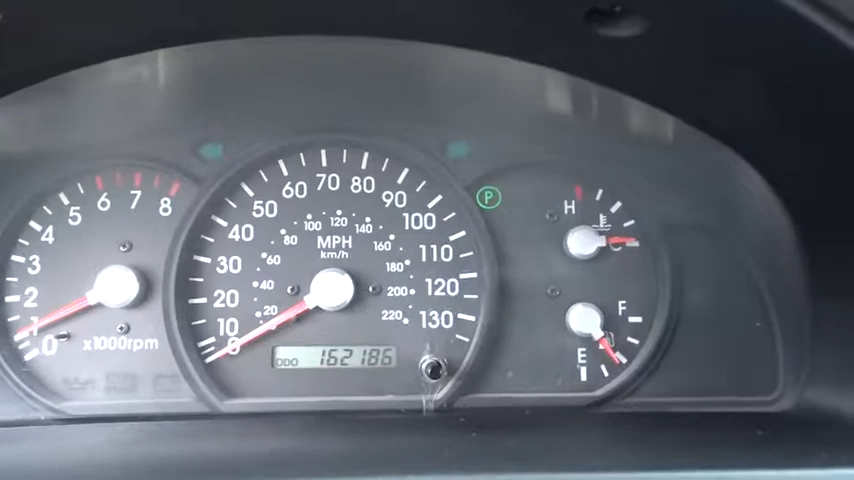 0 1 2 3 4 5 6 7 8
x1000rpm
0 10 20 30 40 50 60 70 80 90 100 110 120 130
20 40 60 80 100 120 140 160 180 200 220
MPH
km/h
ODO 162186
P
H
C
F
E